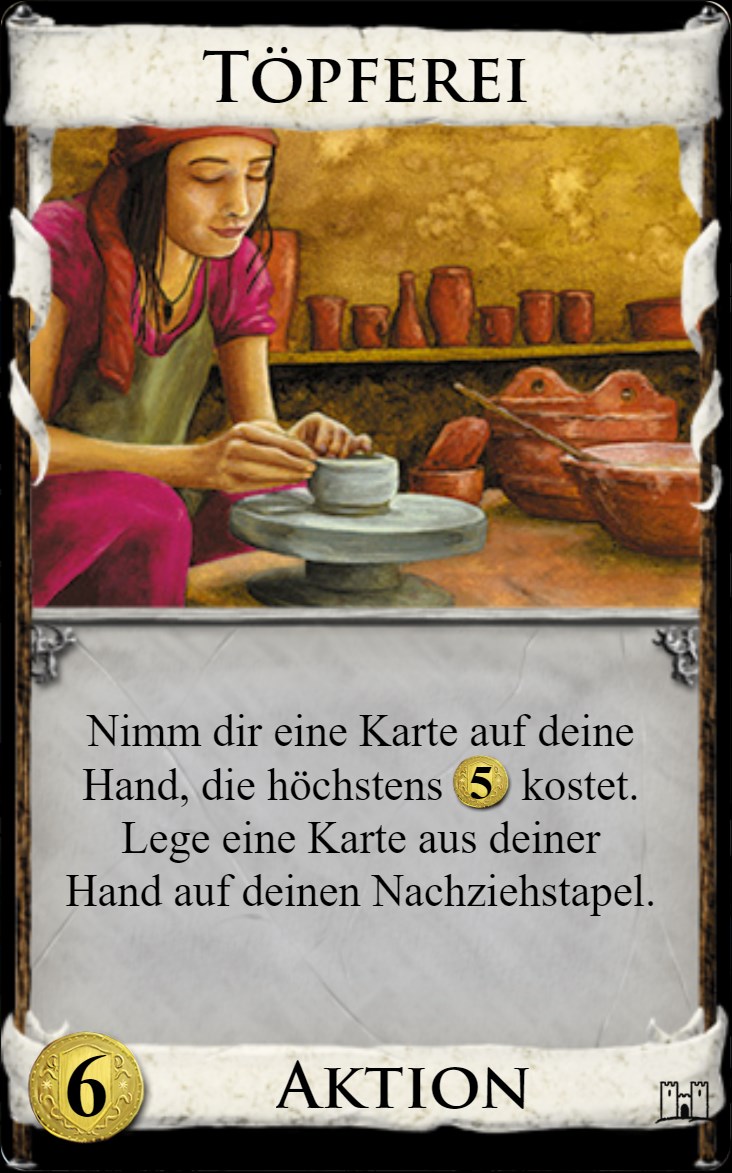 Töpferei
Nimm dir eine Karte auf deine
Hand, die höchstens 5 kostet.
Lege eine Karte aus deiner
Hand auf deinen Nachziehstapel.
6
Aktion